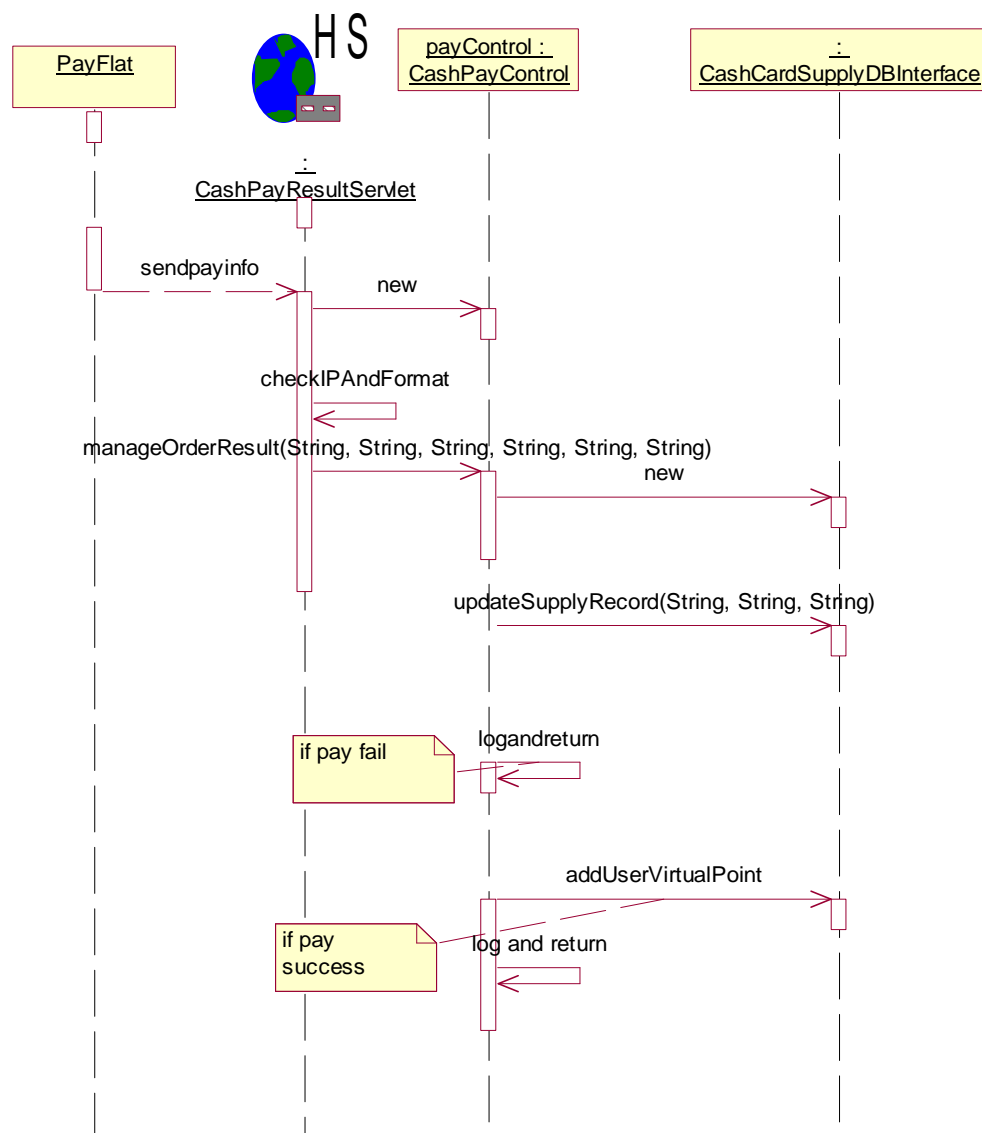 H S
PayFlat
payControl :
CashPayControl
:
CashCardSupplyDBInterface
:
CashPayResultServlet
sendpayinfo
new
checkIPAndFormat
manageOrderResult(String, String, String, String, String, String)
new
updateSupplyRecord(String, String, String)
if pay fail
logandreturn
addUserVirtualPoint
if pay
success
log and return